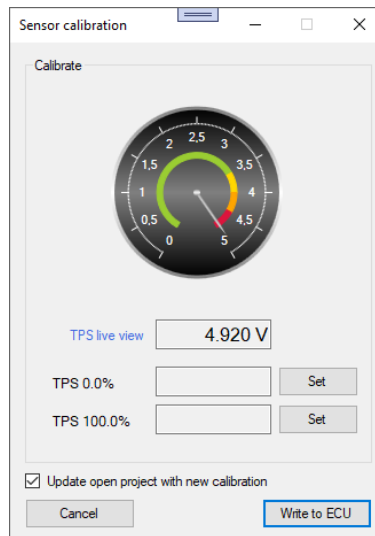 Sensor calibration
Calibrate
2 2,5 3
1,5 3,5
1 4
0,5 4,5
0 5
TPS live view 4.920 V
TPS 0.0% Set
TPS 100.0% Set
Update open project with new calibration
Cancel Write to ECU